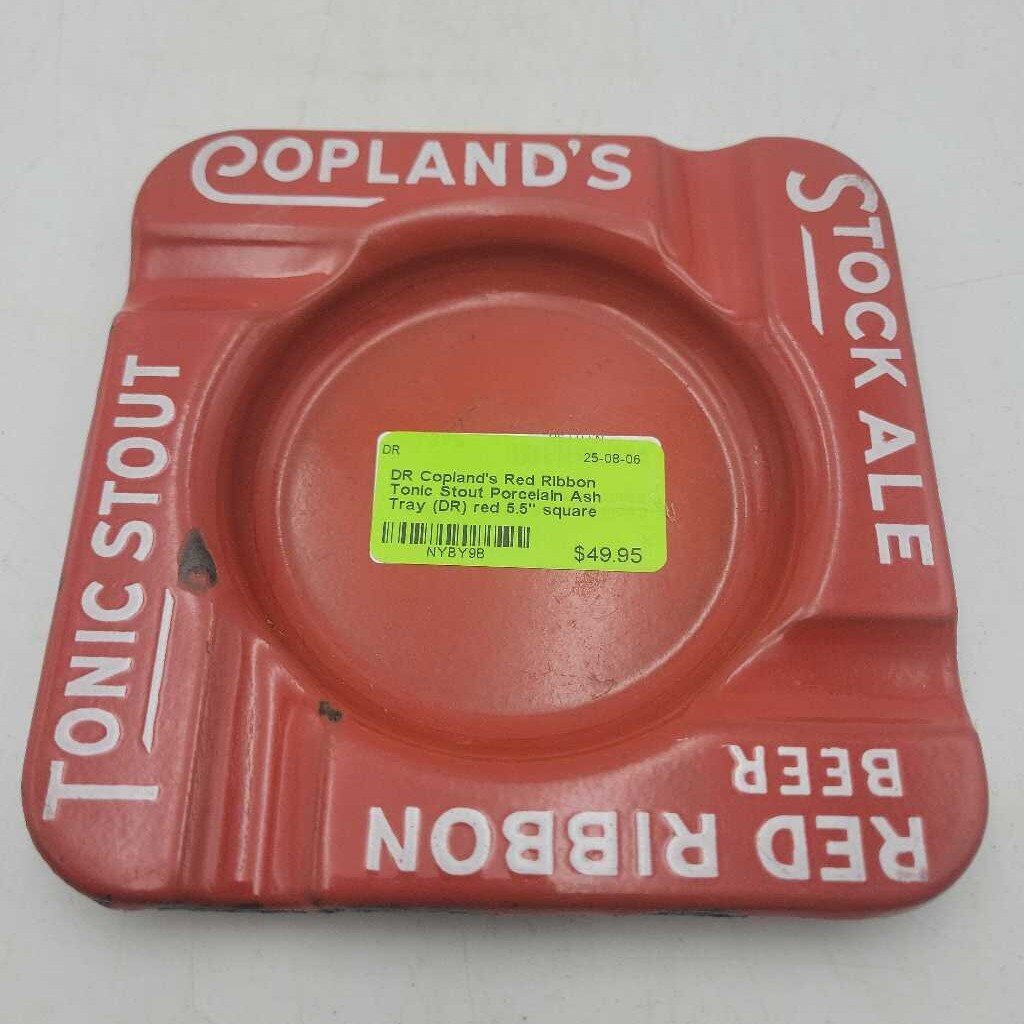 COPLAND'S
STOCK ALE
RED RIBBON
BEER
TONIC STOUT
DR
25-08-06
DR Copland's Red Ribbon
Tonic Stout Porcelain Ash
Tray (DR) red 5.5" square
NYBY9B
$49.95